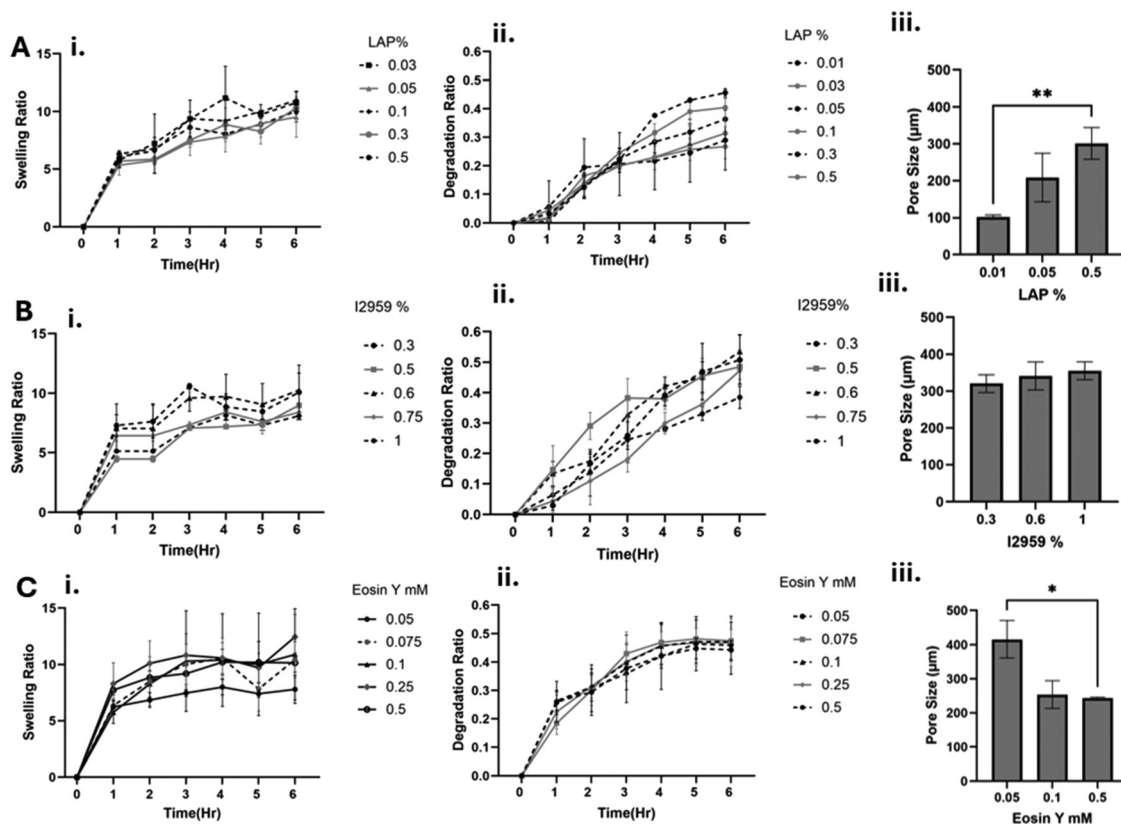 A
i.
LAP%
0.03
0.05
0.1
0.3
0.5
Swelling Ratio
15
10
5
0
0 1 2 3 4 5 6
Time(Hr)
ii.
LAP %
0.01
0.03
0.05
0.1
0.3
0.5
Degradation Ratio
0.6
0.5
0.4
0.3
0.2
0.1
0.0
0 1 2 3 4 5 6
Time(Hr)
iii.
**
Pore Size (µm)
500
400
300
200
100
0
0.01 0.05 0.5
LAP %
B
i.
I2959 %
0.3
0.5
0.6
0.75
1
Swelling Ratio
15
10
5
0
0 1 2 3 4 5 6
Time(Hr)
ii.
I2959%
0.3
0.5
0.6
0.75
1
Degradation Ratio
0.6
0.5
0.4
0.3
0.2
0.1
0.0
0 1 2 3 4 5 6
Time(Hr)
iii.
Pore Size (µm)
500
400
300
200
100
0
0.3 0.6 1
I2959 %
C
i.
Eosin Y mM
0.05
0.075
0.1
0.25
0.5
Swelling Ratio
15
10
5
0
0 1 2 3 4 5 6
Time(Hr)
ii.
Eosin Y mM
0.05
0.075
0.1
0.25
0.5
Degradation Ratio
0.6
0.5
0.4
0.3
0.2
0.1
0.0
0 1 2 3 4 5 6
Time(Hr)
iii.
*
Pore Size (µm)
500
400
300
200
100
0
0.05 0.1 0.5
Eosin Y mM